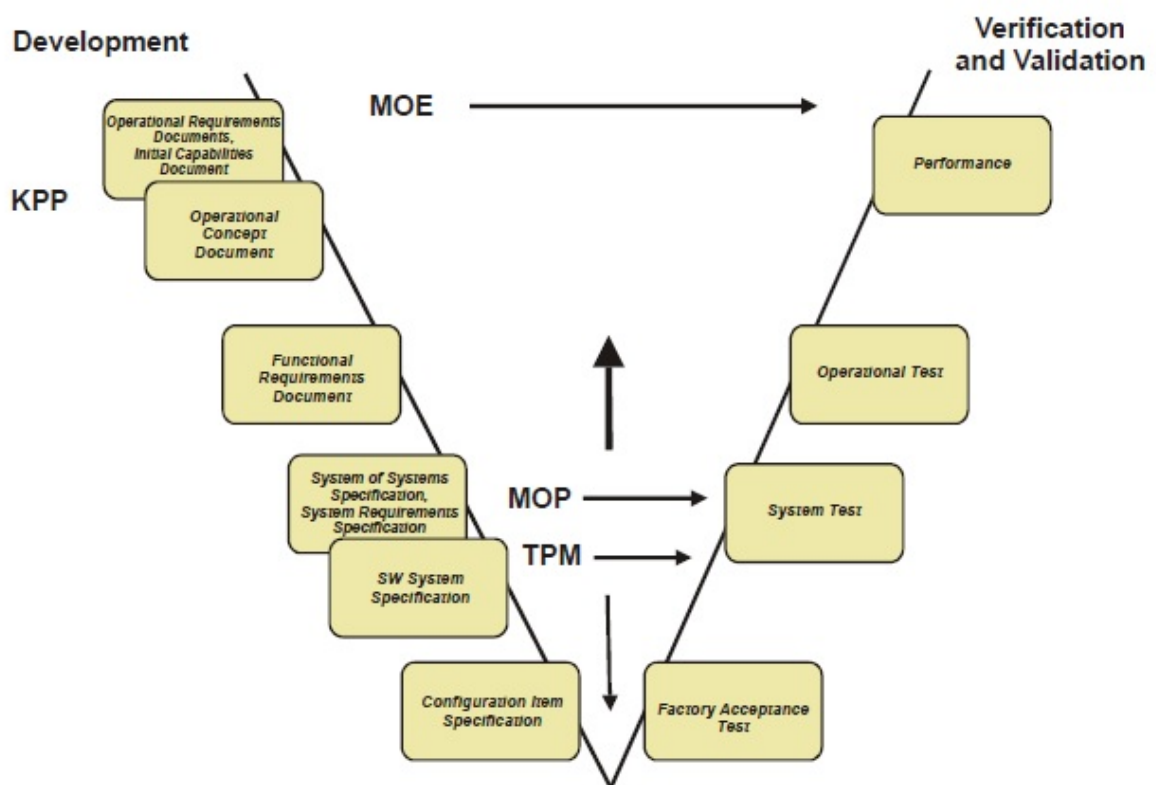 Development
Verification
and Validation
MOE
Operational Requirements
Documents,
Initial Capabilities
Document
Performance
KPP
Operational
Concept
Document
Functional
Requirements
Document
Operational Test
System of Systems
Specification,
System Requirements
Specification
MOP
System Test
TPM
SW System
Specification
Configuration Item
Specification
Factory Acceptance
Test